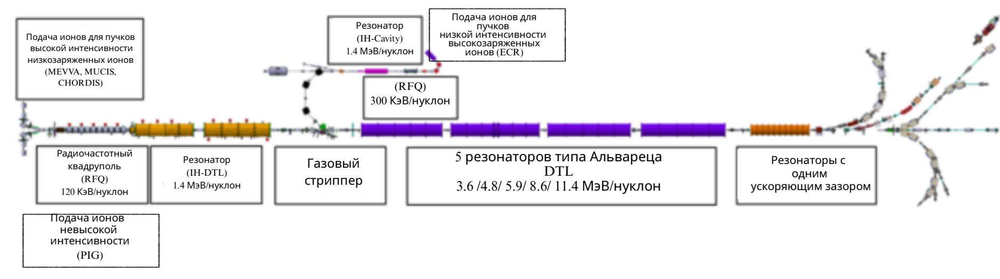 Подача ионов для пучков
высокой интенсивности
низкозаряженных ионов
(MEVVA, MUCIS,
CHORDIS)
Резонатор
(IH-Cavity)
1.4 МэВ/нуклон
Подача ионов для
пучков
низкой интенсивности
высокозаряженных
ионов (ECR)
(RFQ)
300 КэВ/нуклон
Радиочастотный
квадруполь
(RFQ)
120 КэВ/нуклон
Резонатор
(IH-DTL)
1.4 МэВ/нуклон
Газовый
стриппер
5 резонаторов типа Альвареца
DTL
3.6 /4.8/ 5.9/ 8.6/ 11.4 МэВ/нуклон
Резонаторы с
одним
ускоряющим зазором
Подача ионов
невысокой
интенсивности
(PIG)